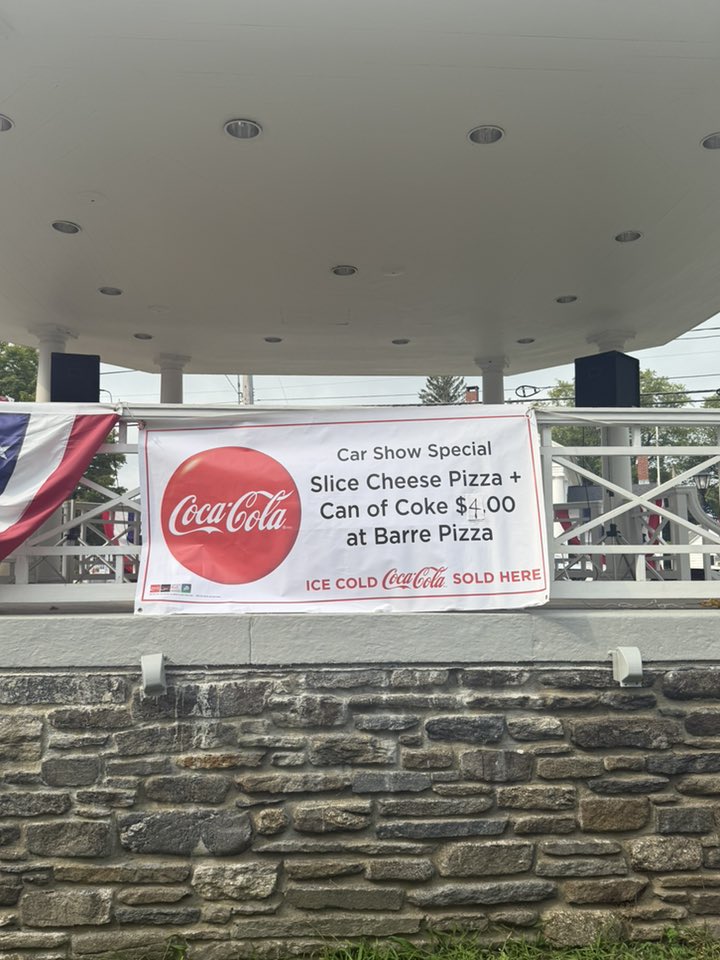 Car Show Special
Slice Cheese Pizza +
Can of Coke $4.00
at Barre Pizza
Coca-Cola
ICE COLD Coca-Cola SOLD HERE